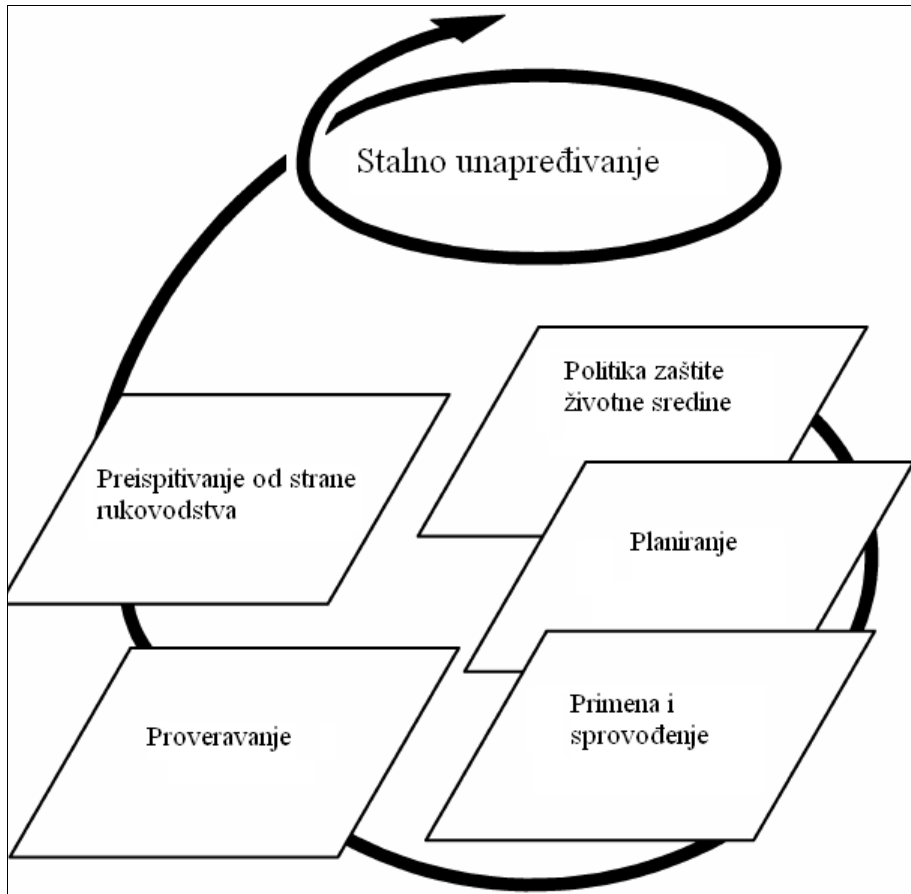 Stalno unapređivanje
Politika zaštite
životne sredine
Preispitivanje od strane
rukovodstva
Planiranje
Primena i
sprovođenje
Proveravanje